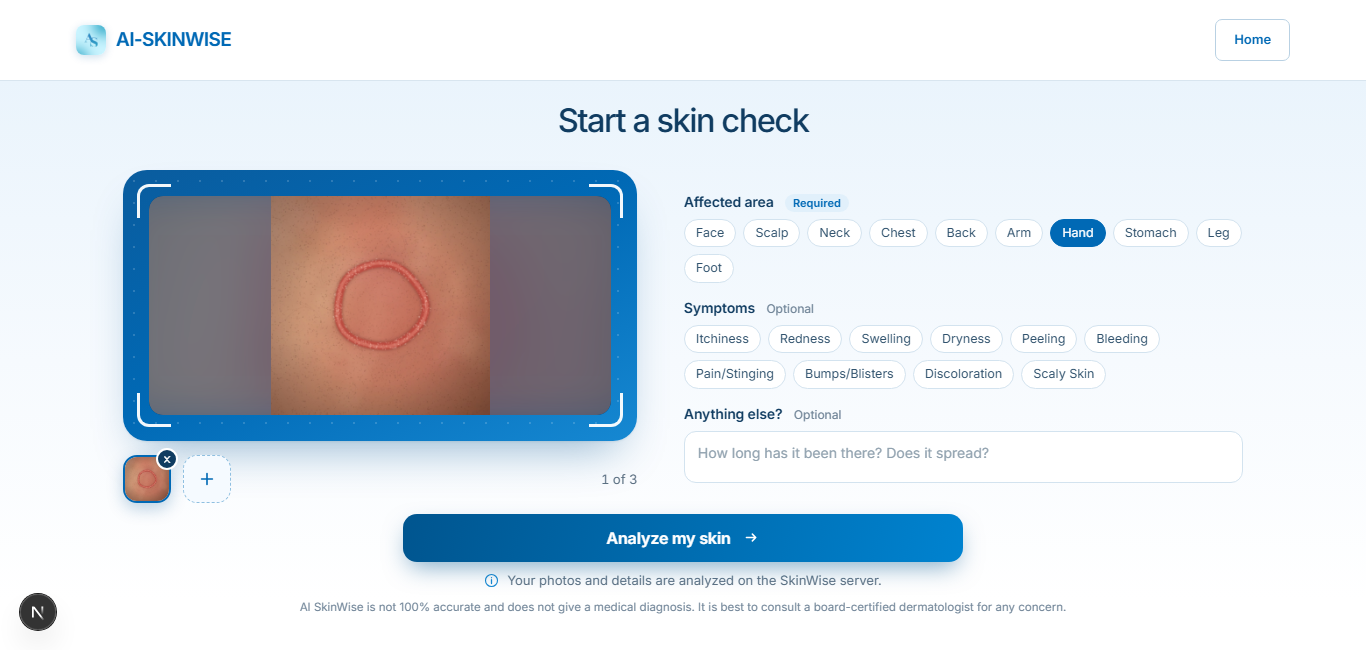 AI-SKINWISE
Home
Start a skin check
Affected area Required
Face Scalp Neck Chest Back Arm Hand Stomach Leg
Foot
Symptoms Optional
Itchiness Redness Swelling Dryness Peeling Bleeding
Pain/Stinging Bumps/Blisters Discoloration Scaly Skin
Anything else? Optional
How long has it been there? Does it spread?
1 of 3
Analyze my skin →
Your photos and details are analyzed on the SkinWise server.
AI SkinWise is not 100% accurate and does not give a medical diagnosis. It is best to consult a board-certified dermatologist for any concern.
N